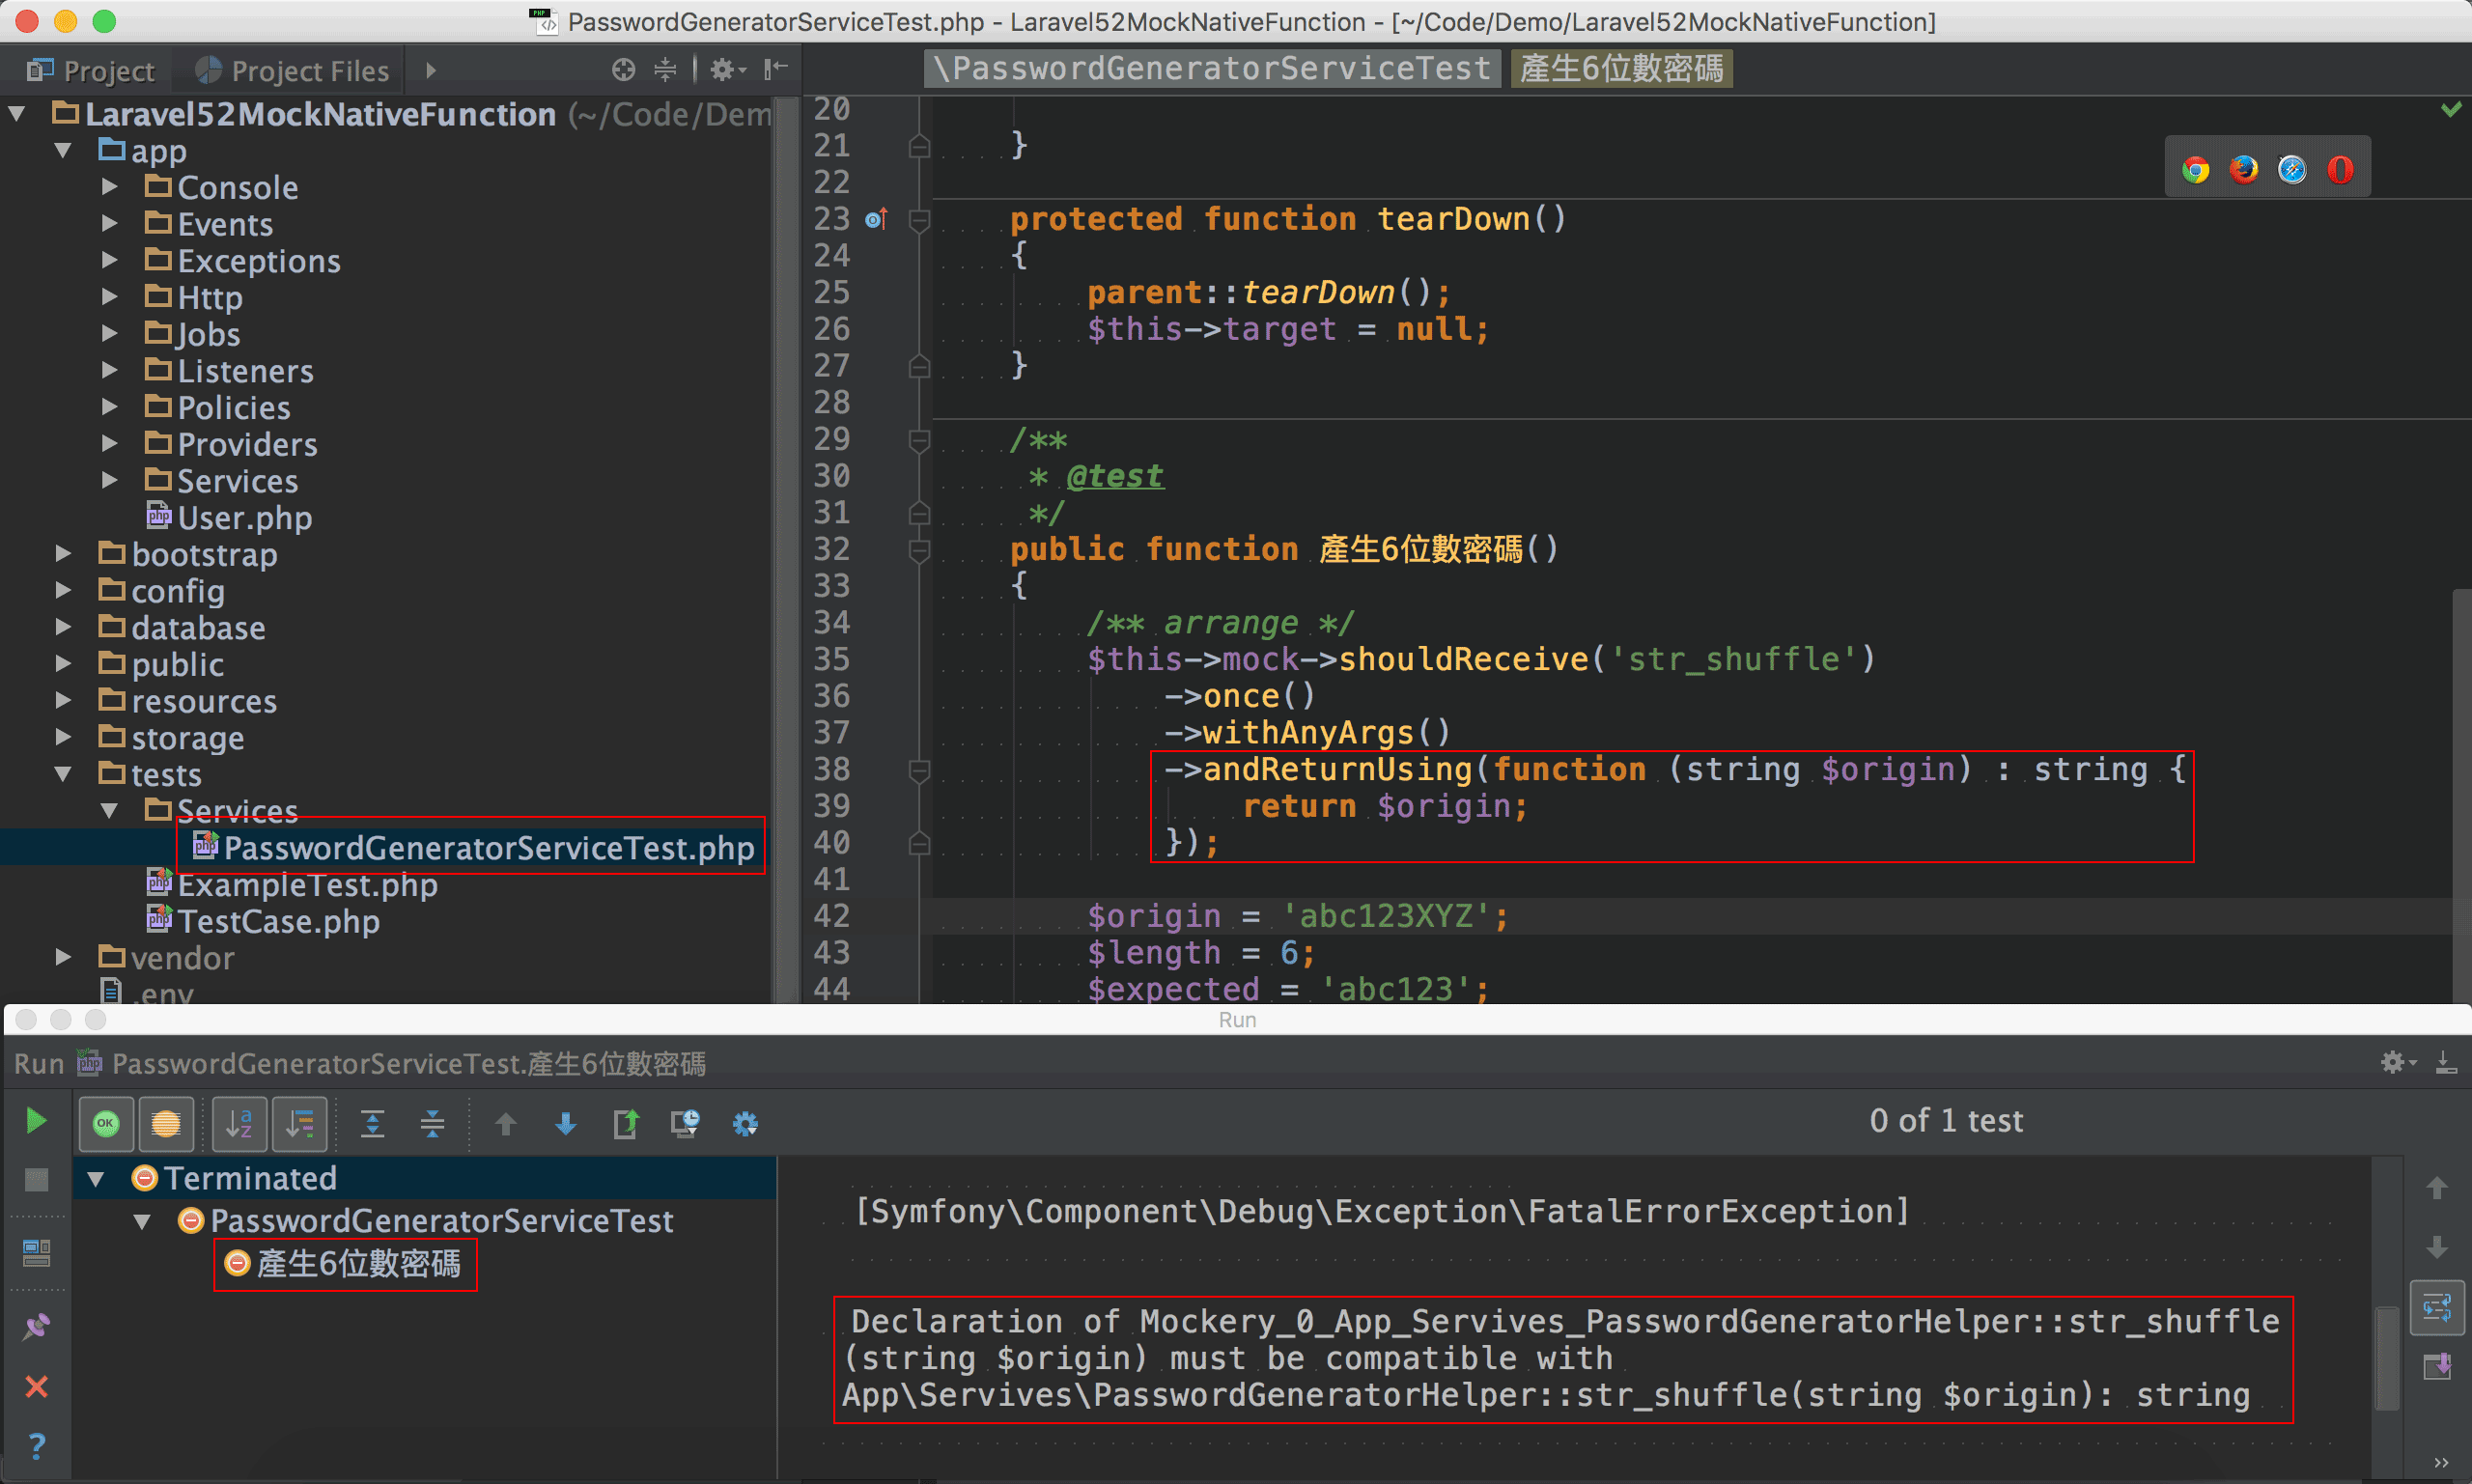 PasswordGeneratorServiceTest.php - Laravel52MockNativeFunction - [~/Code/Demo/Laravel52MockNativeFunction]
Project
Project Files
Laravel52MockNativeFunction (~/Code/Dem
app
Console
Events
Exceptions
Http
Jobs
Listeners
Policies
Providers
Services
User.php
bootstrap
config
database
public
resources
storage
tests
Services
PasswordGeneratorServiceTest.php
ExampleTest.php
TestCase.php
vendor
.env
\PasswordGeneratorServiceTest 產生6位數密碼
20
21 }
22
23 protected function tearDown()
24 {
25 parent::tearDown();
26 $this->target = null;
27 }
28
29 /**
30 * @test
31 */
32 public function 產生6位數密碼()
33 {
34 /** arrange */
35 $this->mock->shouldReceive('str_shuffle')
36 ->once()
37 ->withAnyArgs()
38 ->andReturnUsing(function (string $origin) : string {
39 return $origin;
40 });
41
42 $origin = 'abc123XYZ';
43 $length = 6;
44 $expected = 'abc123';
Run
Run PasswordGeneratorServiceTest.產生6位數密碼
0 of 1 test
Terminated
PasswordGeneratorServiceTest
產生6位數密碼
[Symfony\Component\Debug\Exception\FatalErrorException]
Declaration of Mockery_0_App_Servives_PasswordGeneratorHelper::str_shuffle
(string $origin) must be compatible with
App\Servives\PasswordGeneratorHelper::str_shuffle(string $origin): string